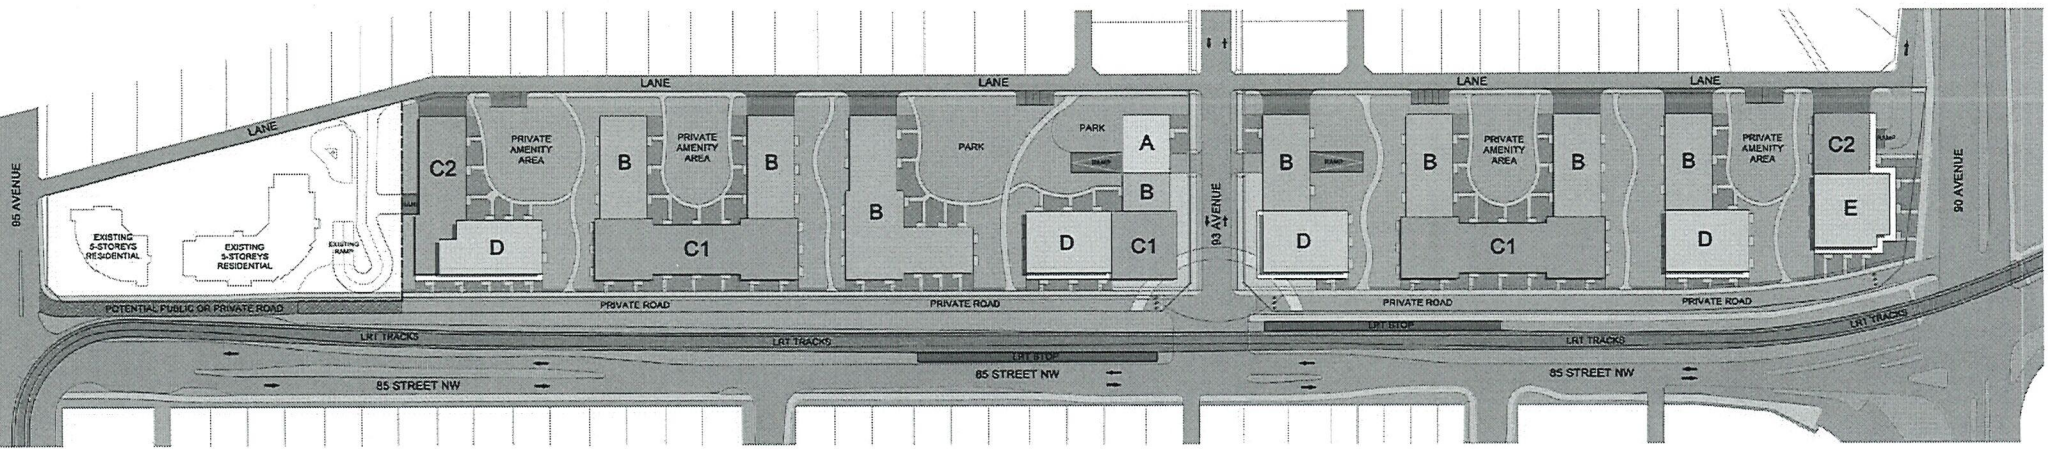 LANE
LANE
LANE
LANE
LANE
95 AVENUE
EXISTING
5-STOREYS
RESIDENTIAL
EXISTING
5-STOREYS
RESIDENTIAL
EXISTING
RAMP
RAMP
C2
D
PRIVATE
AMENITY
AREA
B
PRIVATE
AMENITY
AREA
B
C1
B
PARK
PARK
A
RAMP
B
D
C1
93 AVENUE
B
RAMP
D
B
PRIVATE
AMENITY
AREA
B
C1
B
PRIVATE
AMENITY
AREA
D
C2
RAMP
E
90 AVENUE
POTENTIAL PUBLIC OR PRIVATE ROAD
PRIVATE ROAD
PRIVATE ROAD
PRIVATE ROAD
PRIVATE ROAD
LRT STOP
LRT TRACKS
LRT TRACKS
LRT TRACKS
LRT TRACKS
LRT STOP
85 STREET NW
85 STREET NW
85 STREET NW